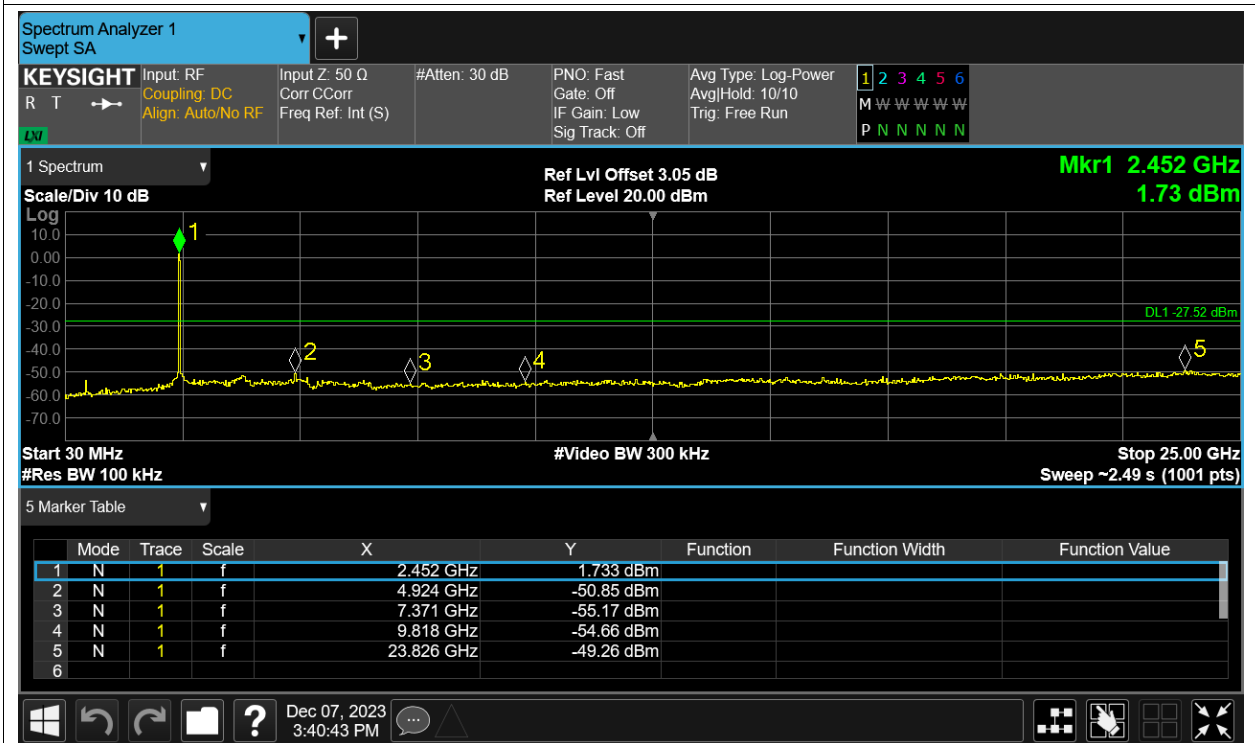 Spectrum Analyzer 1
Swept SA
KEYSIGHT
R T
LXI
Input: RF
Coupling: DC
Align: Auto/No RF
Input Z: 50 Ω
Corr CCorr
Freq Ref: Int (S)
#Atten: 30 dB
PNO: Fast
Gate: Off
IF Gain: Low
Sig Track: Off
Avg Type: Log-Power
Avg|Hold: 10/10
Trig: Free Run
1 2 3 4 5 6
M W W W W W
P N N N N N
1 Spectrum
Scale/Div 10 dB
Ref Lvl Offset 3.05 dB
Ref Level 20.00 dBm
Mkr1 2.452 GHz
1.73 dBm
Log
10.0
0.00
-10.0
-20.0
-30.0
-40.0
-50.0
-60.0
-70.0
1
2
3
4
5
DL1 -27.52 dBm
Start 30 MHz
#Res BW 100 kHz
#Video BW 300 kHz
Stop 25.00 GHz
Sweep ~2.49 s (1001 pts)
5 Marker Table
Mode Trace Scale X Y Function Function Width Function Value
1 N 1 f 2.452 GHz 1.733 dBm
2 N 1 f 4.924 GHz -50.85 dBm
3 N 1 f 7.371 GHz -55.17 dBm
4 N 1 f 9.818 GHz -54.66 dBm
5 N 1 f 23.826 GHz -49.26 dBm
6
?
Dec 07, 2023
3:40:43 PM